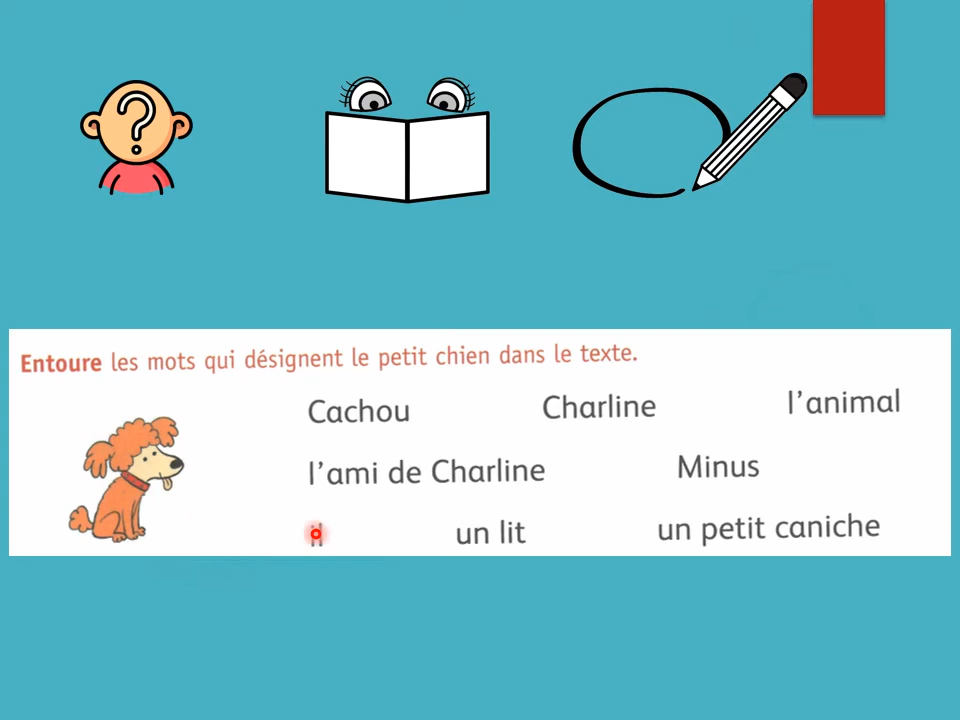 ?
Entoure les mots qui désignent le petit chien dans le texte.
Cachou Charline l'animal
l'ami de Charline Minus
il un lit un petit caniche